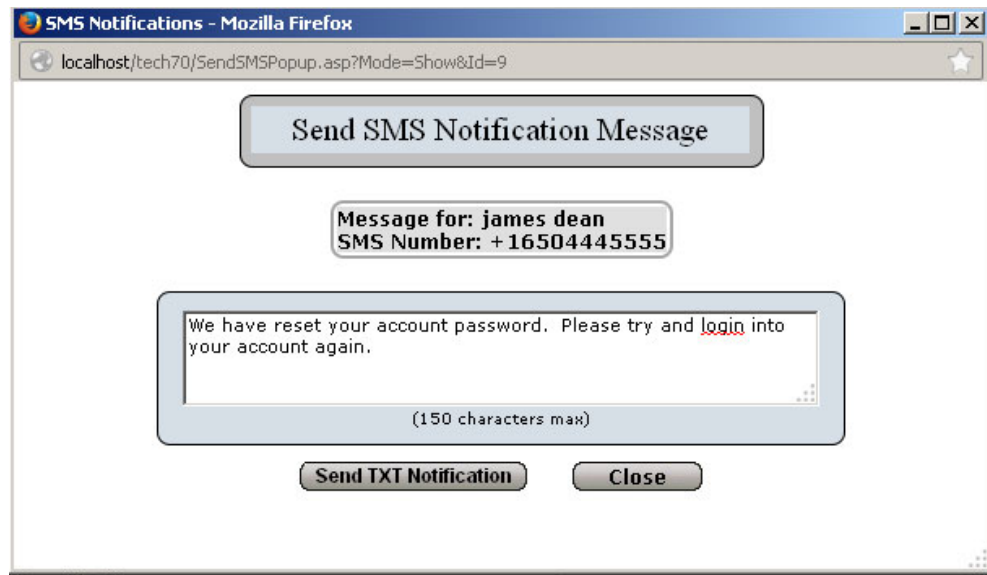 SMS Notifications - Mozilla Firefox
localhost/tech70/SendSMSPopup.asp?Mode=Show&Id=9
Send SMS Notification Message
Message for: james dean
SMS Number: +16504445555
We have reset your account password.  Please try and login into
your account again.
(150 characters max)
Send TXT Notification
Close